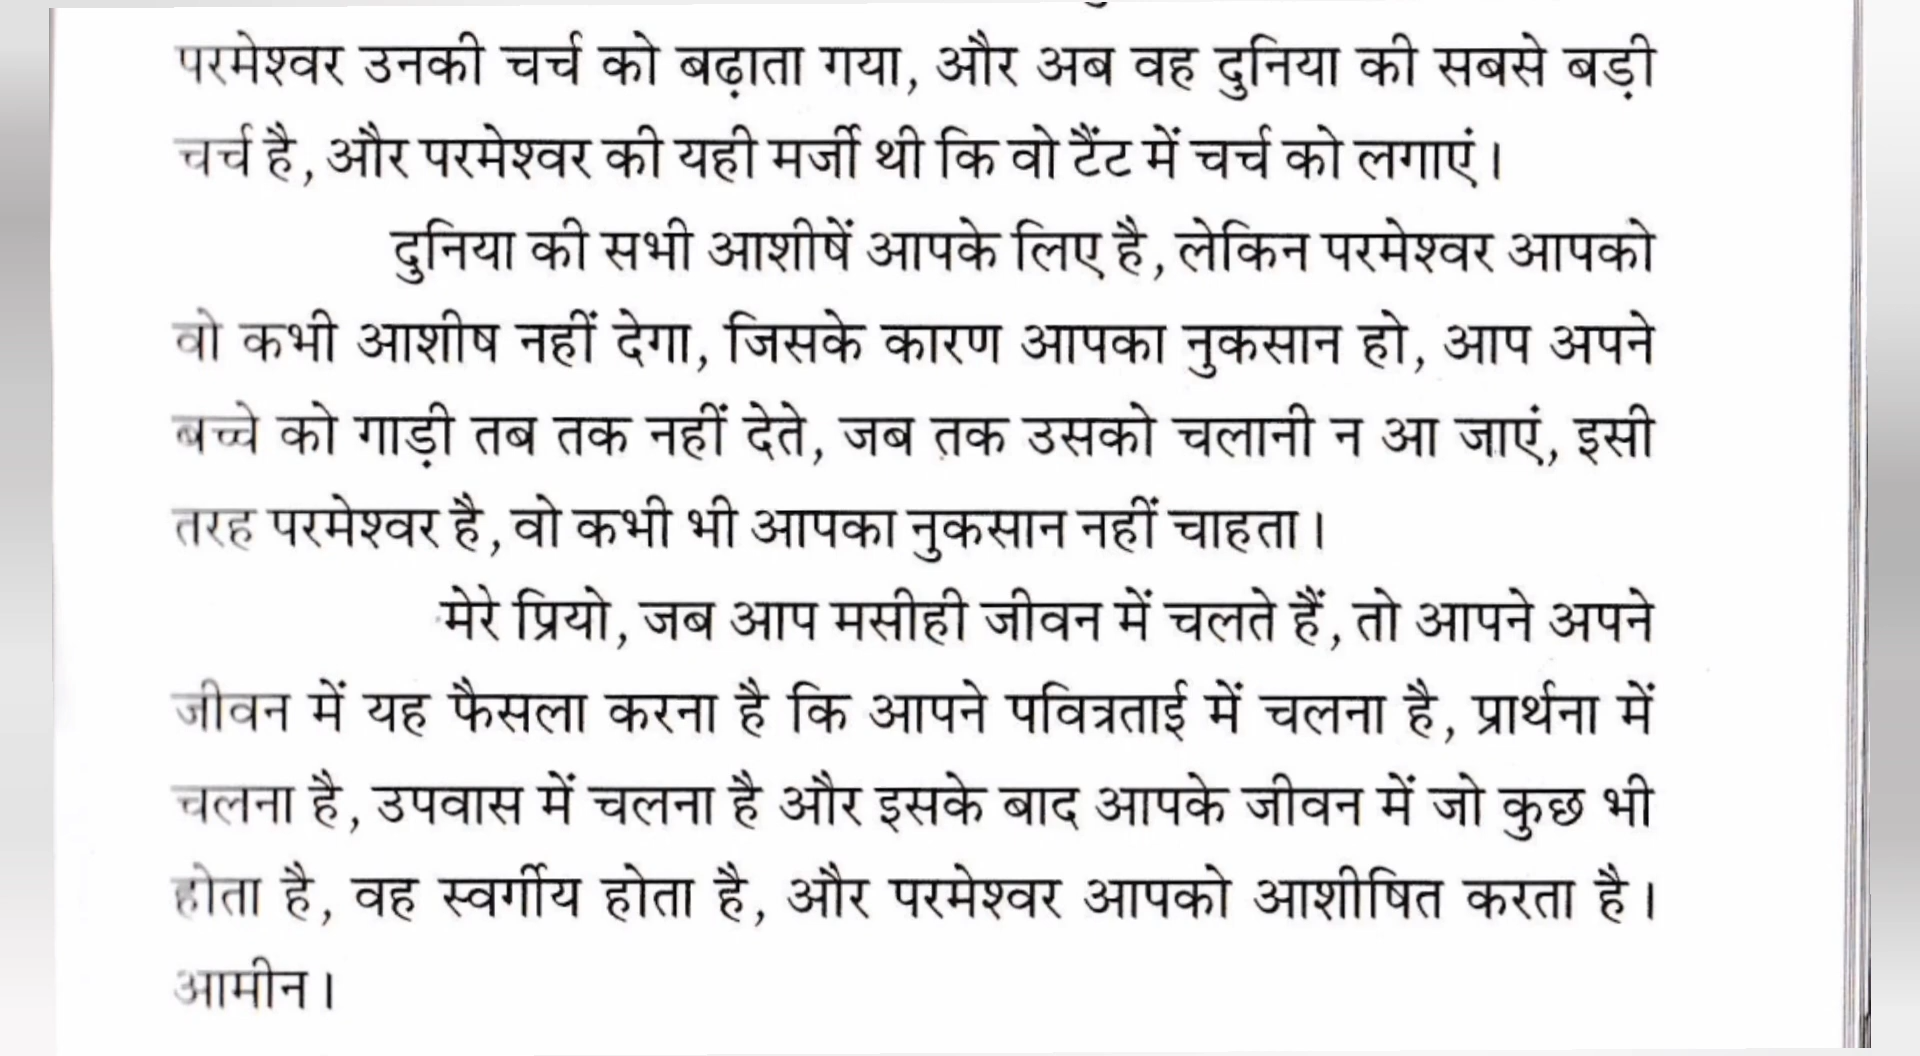 परमेश्वर उनकी चर्च को बढ़ाता गया, और अब वह दुनिया की सबसे बड़ी
चर्च है, और परमेश्वर की यही मर्जी थी कि वो टैंट में चर्च को लगाएं।
दुनिया की सभी आशीषें आपके लिए है, लेकिन परमेश्वर आपको
वो कभी आशीष नहीं देगा, जिसके कारण आपका नुकसान हो, आप अपने
बच्चे को गाड़ी तब तक नहीं देते, जब तक उसको चलानी न आ जाएं, इसी
तरह परमेश्वर है, वो कभी भी आपका नुकसान नहीं चाहता।
मेरे प्रियो, जब आप मसीही जीवन में चलते हैं, तो आपने अपने
जीवन में यह फैसला करना है कि आपने पवित्रताई में चलना है, प्रार्थना में
चलना है, उपवास में चलना है और इसके बाद आपके जीवन में जो कुछ भी
होता है, वह स्वर्गीय होता है, और परमेश्वर आपको आशीषित करता है।
आमीन।